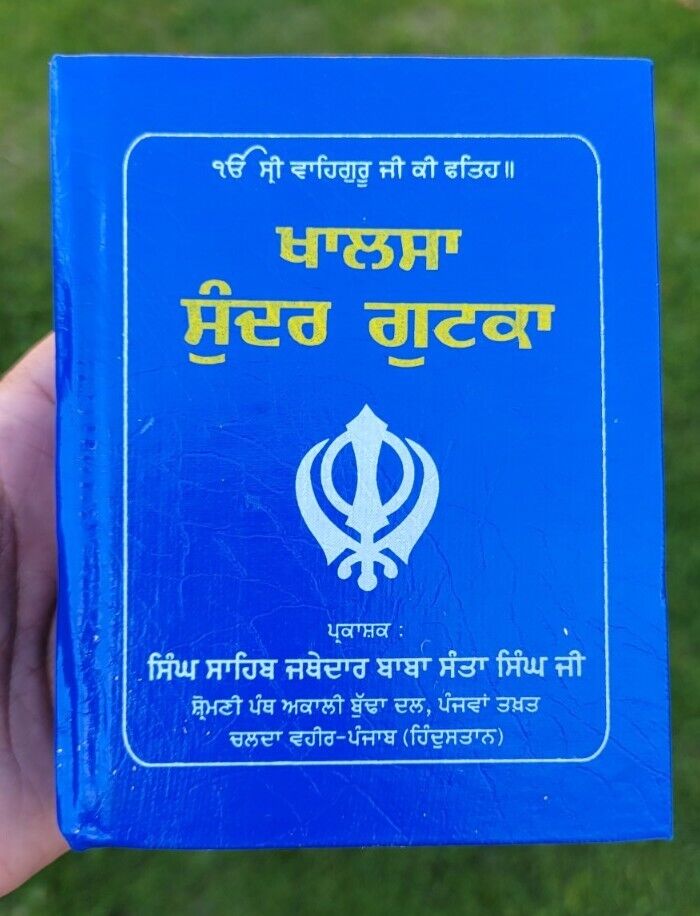 ੴ ਸ੍ਰੀ ਵਾਹਿਗੁਰੂ ਜੀ ਕੀ ਫਤਿਹ॥
ਖਾਲਸਾ
ਸੁੰਦਰ ਗੁਟਕਾ
ਪ੍ਰਕਾਸ਼ਕ :
ਸਿੰਘ ਸਾਹਿਬ ਜਥੇਦਾਰ ਬਾਬਾ ਸੰਤਾ ਸਿੰਘ ਜੀ
ਸ਼੍ਰੋਮਣੀ ਪੰਥ ਅਕਾਲੀ ਬੁੱਢਾ ਦਲ, ਪੰਜਵਾਂ ਤਖ਼ਤ
ਚਲਦਾ ਵਹੀਰ-ਪੰਜਾਬ (ਹਿੰਦੁਸਤਾਨ)